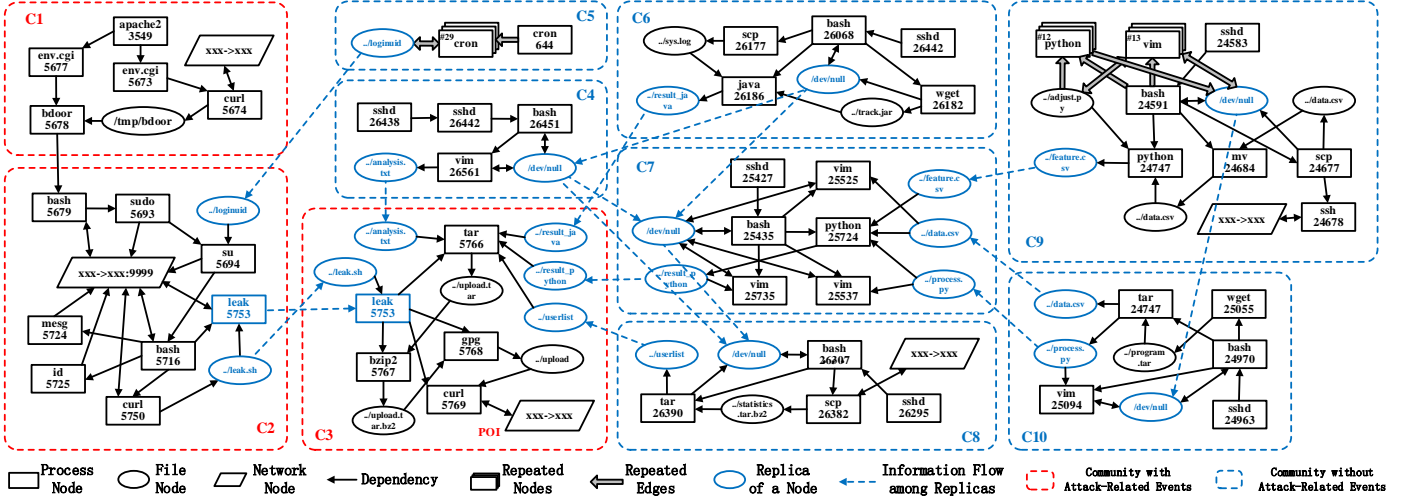 C1
apache2
3549
env.cgi
5677
env.cgi
5673
xxx->xxx
curl
5674
bdoor
5678
/tmp/bdoor
C2
bash
5679
sudo
5693
../loginuid
su
5694
xxx->xxx:9999
leak
5753
mesg
5724
bash
5716
id
5725
../leak.sh
curl
5750
C5
../loginuid
#29
cron
cron
644
C4
sshd
26438
sshd
26442
bash
26451
../analysis.
txt
vim
26561
/dev/null
C3
POI
../analysis.
txt
tar
5766
../result_ja
va
../leak.sh
../result_p
ython
../upload.t
ar
leak
5753
../userlist
gpg
5768
bzip2
5767
../upload
curl
5769
../upload.t
ar.bz2
xxx->xxx
C6
../sys.log
scp
26177
bash
26068
sshd
26442
/dev/null
../result_ja
va
java
26186
../track.jar
wget
26182
C7
sshd
25427
vim
25525
../feature.c
sv
/dev/null
bash
25435
python
25724
../data.csv
../result_p
ython
vim
25735
vim
25537
../process.
py
C8
../userlist
/dev/null
bash
26307
xxx->xxx
tar
26390
../statistics
.tar.bz2
scp
26382
sshd
26295
C9
#12
python
#13
vim
sshd
24583
../adjust.p
y
bash
24591
/dev/null
../data.csv
../feature.c
sv
python
24747
mv
24684
scp
24677
../data.csv
xxx->xxx
ssh
24678
C10
../data.csv
tar
24747
wget
25055
../process.
py
../program
.tar
bash
24970
vim
25094
/dev/null
sshd
24963
Process
Node
File
Node
Network
Node
Dependency
Repeated
Nodes
Repeated
Edges
Replica
of a Node
Information Flow
among Replicas
Community with
Attack-Related Events
Community without
Attack-Related Events